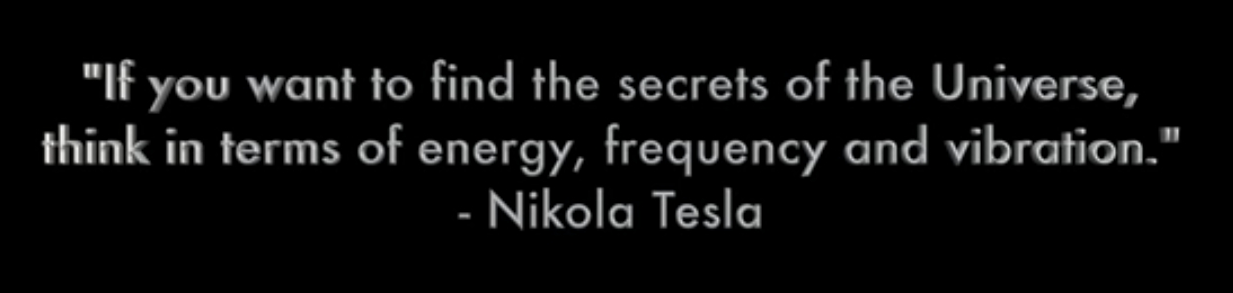 "If you want to find the secrets of the Universe,
think in terms of energy, frequency and vibration."
- Nikola Tesla